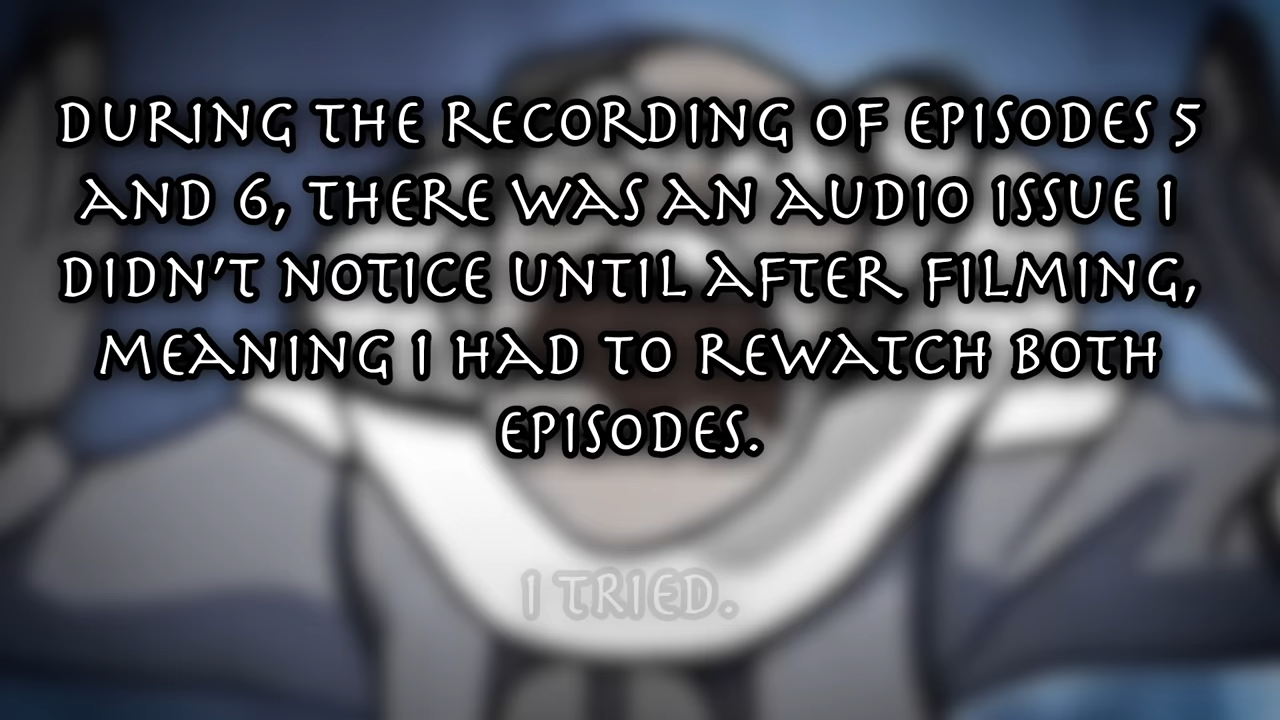 DURING THE RECORDING OF EPISODES 5
AND 6, THERE WAS AN AUDIO ISSUE I
DIDN'T NOTICE UNTIL AFTER FILMING,
MEANING I HAD TO REWATCH BOTH
EPISODES.
I TRIED.